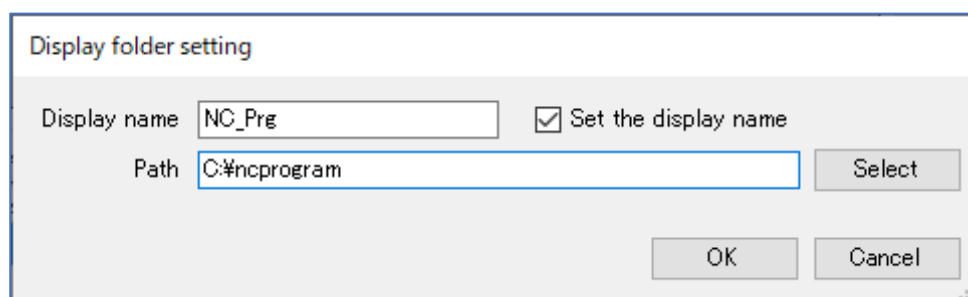 Display folder setting
Display name NC_Prg Set the display name
Path C:¥ncprogram Select
OK Cancel